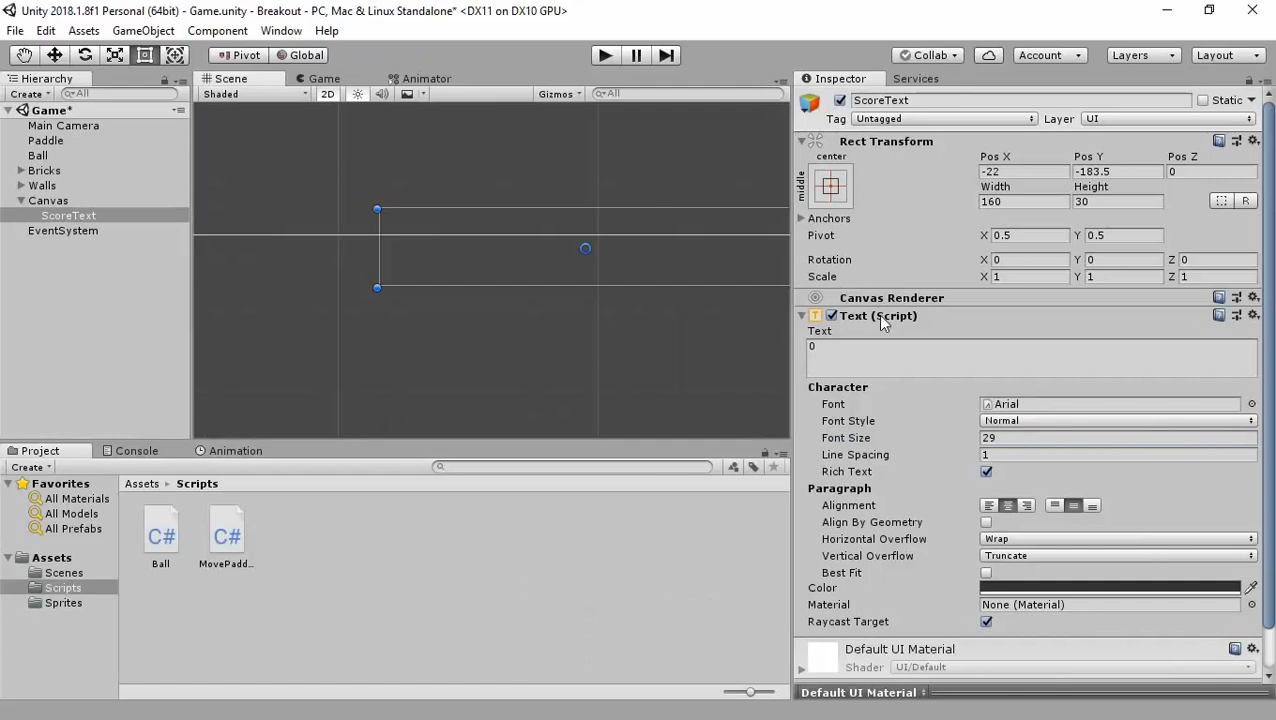 Unity 2018.1.8f1 Personal (64bit) - Game.unity - Breakout - PC, Mac & Linux Standalone* <DX11 on DX10 GPU>
File Edit Assets GameObject Component Window Help
Pivot Global Collab Account Layers Layout
Hierarchy Scene Game Animator Inspector Services
Create All Shaded 2D Gizmos All
Game*
Main Camera
Paddle
Ball
Bricks
Walls
Canvas
ScoreText
EventSystem
ScoreText Static
Tag Untagged Layer UI
Rect Transform
center
middle
Pos X Pos Y Pos Z
-22 -183.5 0
Width Height
160 30 R
Anchors
Pivot X 0.5 Y 0.5
Rotation X 0 Y 0 Z 0
Scale X 1 Y 1 Z 1
Canvas Renderer
T Text (Script)
Text
0
Character
Font Arial
Font Style Normal
Font Size 29
Line Spacing 1
Rich Text
Paragraph
Alignment
Align By Geometry
Horizontal Overflow Wrap
Vertical Overflow Truncate
Best Fit
Color
Material None (Material)
Raycast Target
Default UI Material
Shader UI/Default
Default UI Material
Project Console Animation
Create
Favorites
All Materials
All Models
All Prefabs
Assets
Scenes
Scripts
Sprites
Assets Scripts
C# C#
Ball MovePadd...